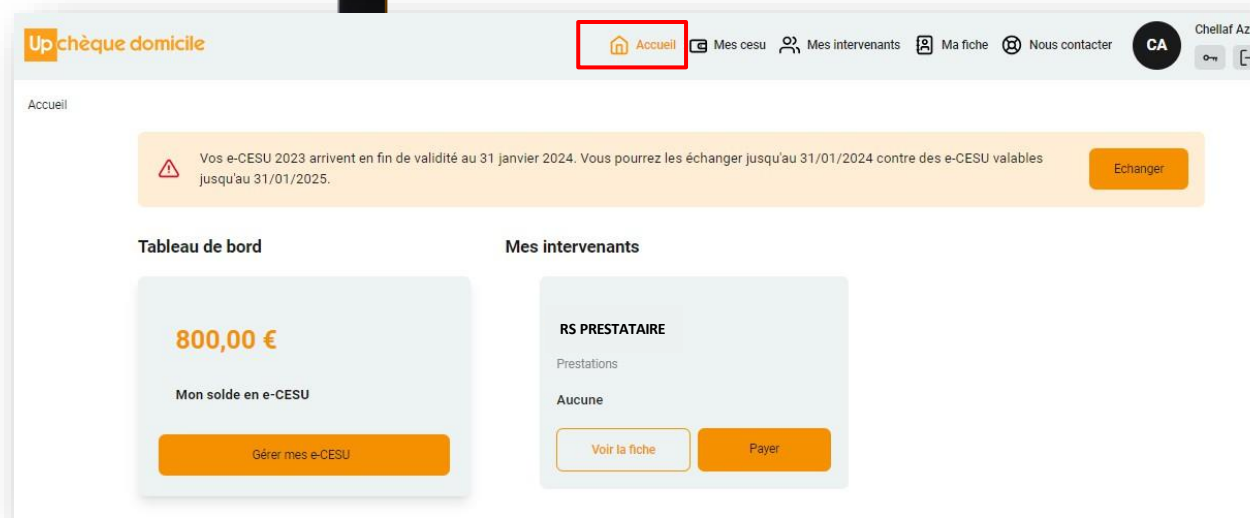 Up chèque domicile
Accueil Mes cesu Mes intervenants Ma fiche Nous contacter CA Chellaf Az
Accueil
Vos e-CESU 2023 arrivent en fin de validité au 31 janvier 2024. Vous pourrez les échanger jusqu'au 31/01/2024 contre des e-CESU valables
jusqu'au 31/01/2025.
Echanger
Tableau de bord
800,00 €
Mon solde en e-CESU
Gérer mes e-CESU
Mes intervenants
RS PRESTATAIRE
Prestations
Aucune
Voir la fiche Payer